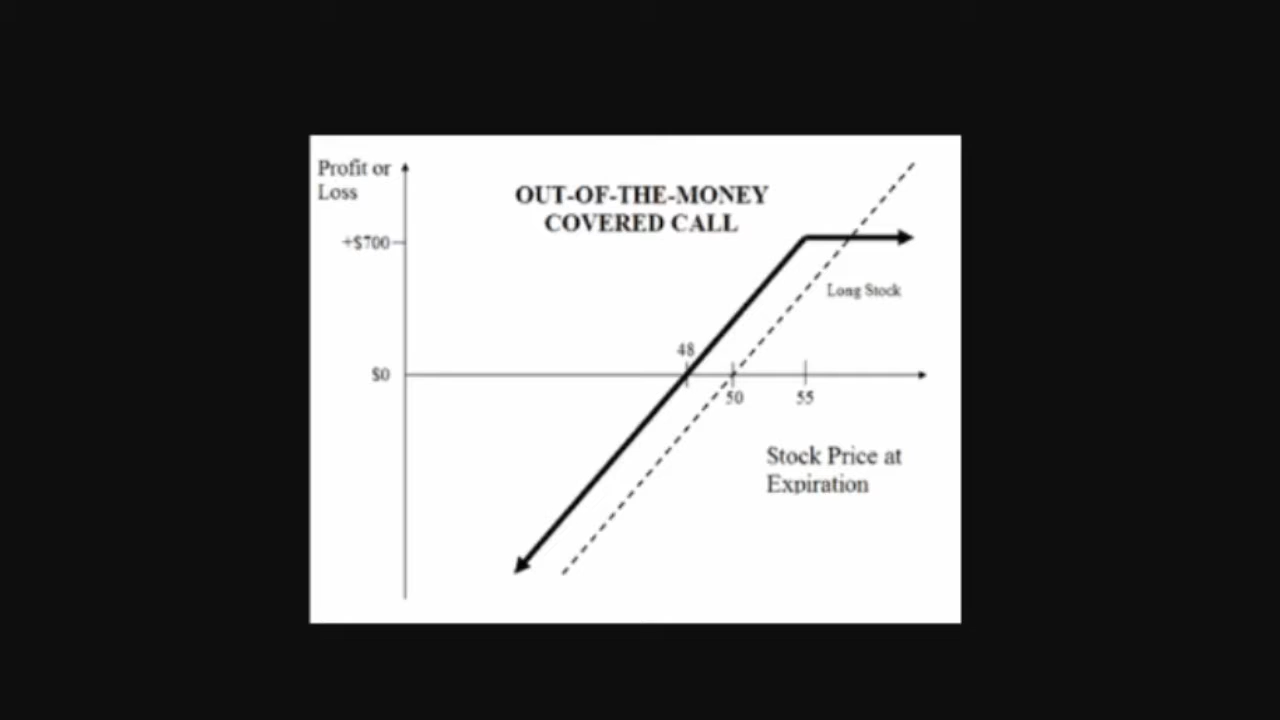 Profit or
Loss
OUT-OF-THE-MONEY
COVERED CALL
+$700
Long Stock
48
$0
50
55
Stock Price at
Expiration